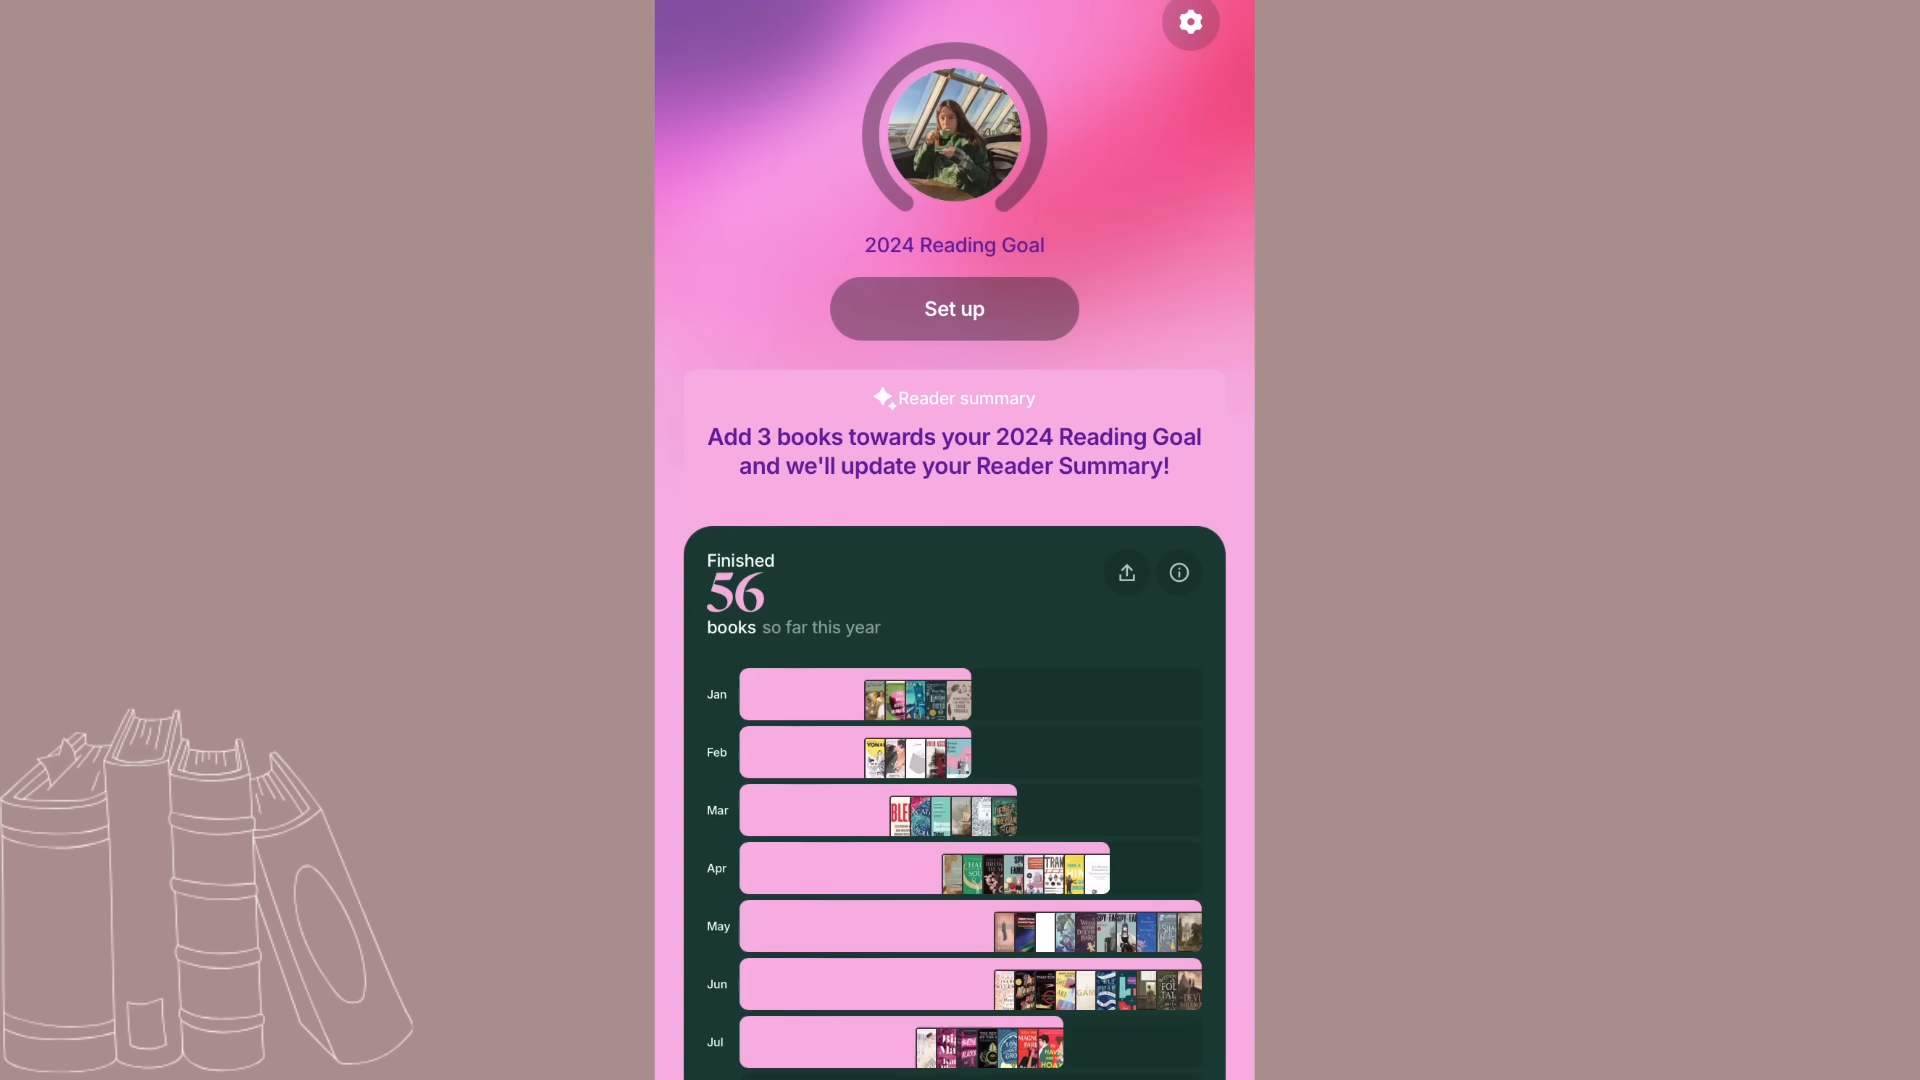 2024 Reading Goal
Set up
Reader summary
Add 3 books towards your 2024 Reading Goal
and we'll update your Reader Summary!
Finished
56
books so far this year
Jan
Feb
Mar
Apr
May
Jun
Jul